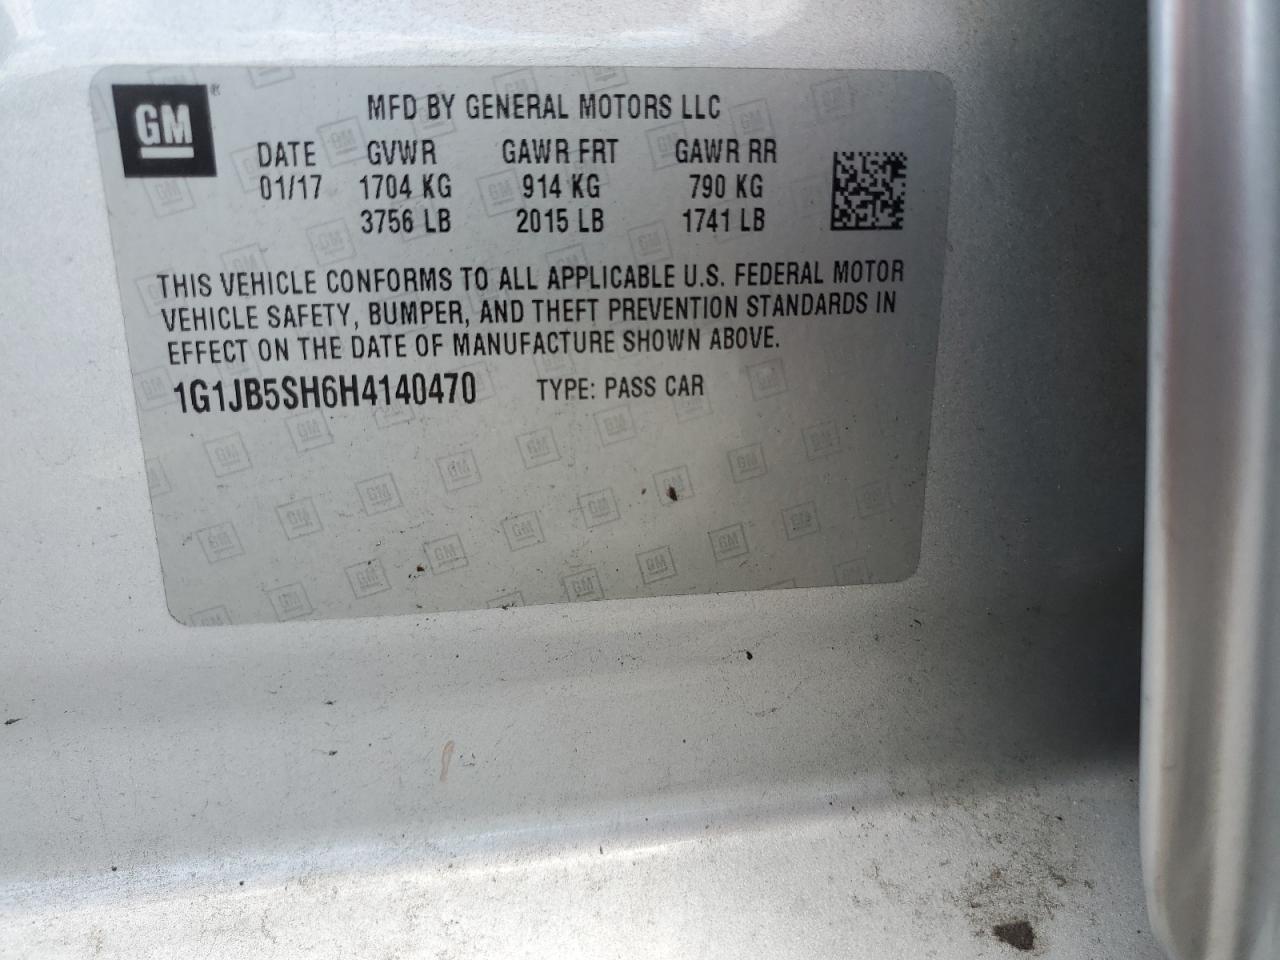 GM ®
MFD BY GENERAL MOTORS LLC
DATE GVWR GAWR FRT GAWR RR
01/17 1704 KG 914 KG 790 KG
3756 LB 2015 LB 1741 LB
THIS VEHICLE CONFORMS TO ALL APPLICABLE U.S. FEDERAL MOTOR
VEHICLE SAFETY, BUMPER, AND THEFT PREVENTION STANDARDS IN
EFFECT ON THE DATE OF MANUFACTURE SHOWN ABOVE.
1G1JB5SH6H4140470 TYPE: PASS CAR